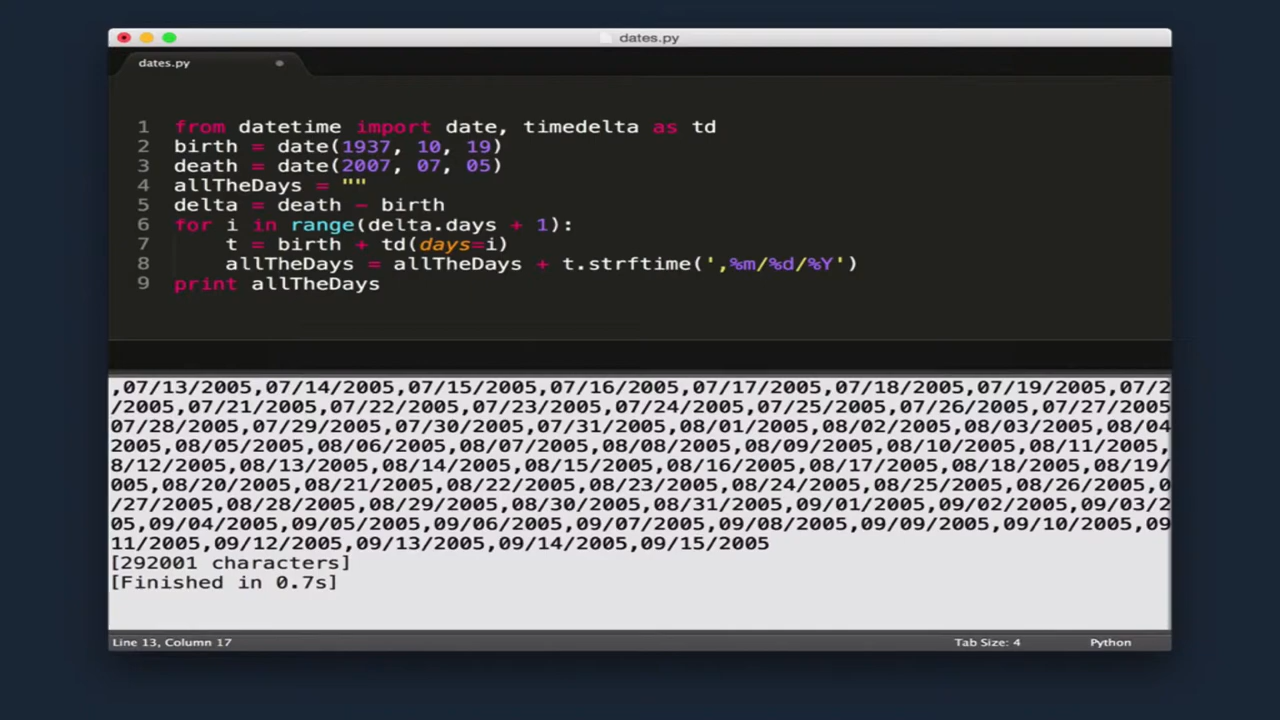 dates.py
dates.py
1 from datetime import date, timedelta as td
2 birth = date(1937, 10, 19)
3 death = date(2007, 07, 05)
4 allTheDays = ""
5 delta = death - birth
6 for i in range(delta.days + 1):
7     t = birth + td(days=i)
8     allTheDays = allTheDays + t.strftime(',%m/%d/%Y')
9 print allTheDays
,07/13/2005,07/14/2005,07/15/2005,07/16/2005,07/17/2005,07/18/2005,07/19/2005,07/2
/2005,07/21/2005,07/22/2005,07/23/2005,07/24/2005,07/25/2005,07/26/2005,07/27/2005
07/28/2005,07/29/2005,07/30/2005,07/31/2005,08/01/2005,08/02/2005,08/03/2005,08/04
2005,08/05/2005,08/06/2005,08/07/2005,08/08/2005,08/09/2005,08/10/2005,08/11/2005,
8/12/2005,08/13/2005,08/14/2005,08/15/2005,08/16/2005,08/17/2005,08/18/2005,08/19/
005,08/20/2005,08/21/2005,08/22/2005,08/23/2005,08/24/2005,08/25/2005,08/26/2005,0
/27/2005,08/28/2005,08/29/2005,08/30/2005,08/31/2005,09/01/2005,09/02/2005,09/03/2
05,09/04/2005,09/05/2005,09/06/2005,09/07/2005,09/08/2005,09/09/2005,09/10/2005,09
11/2005,09/12/2005,09/13/2005,09/14/2005,09/15/2005
[292001 characters]
[Finished in 0.7s]
Line 13, Column 17 Tab Size: 4 Python